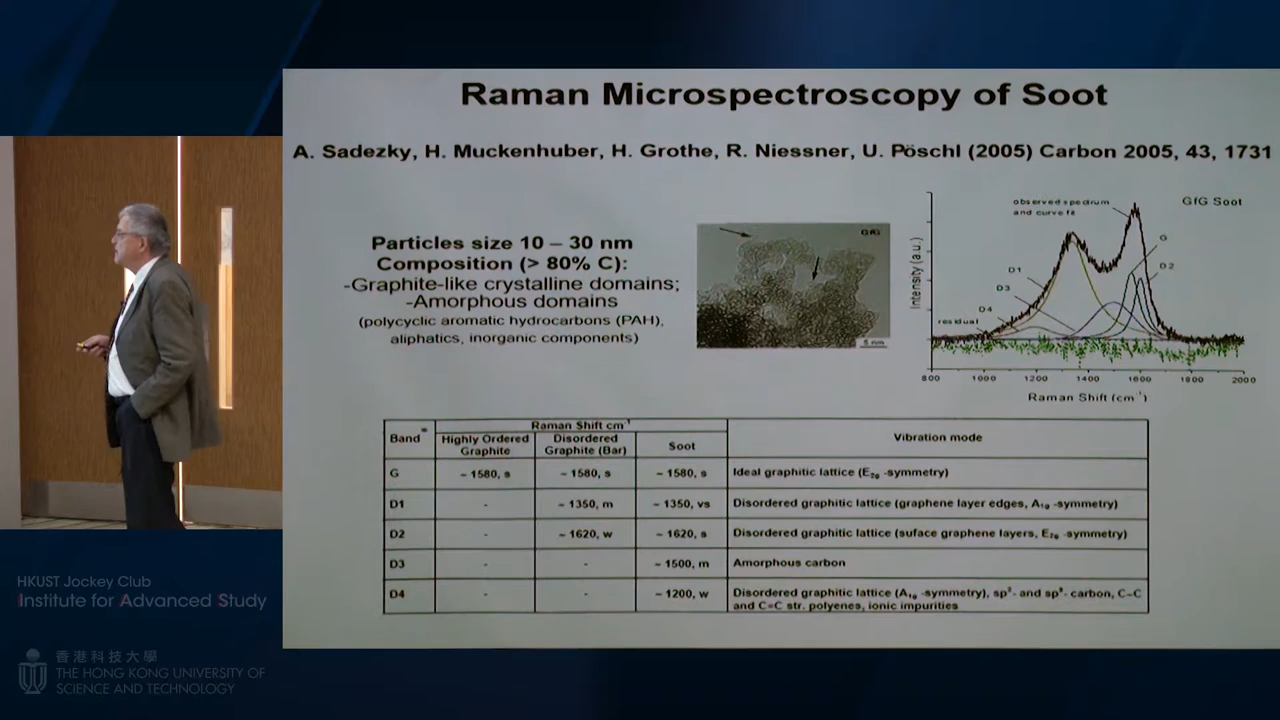 Raman Microspectroscopy of Soot
A. Sadezky, H. Muckenhuber, H. Grothe, R. Niessner, U. Pöschl (2005) Carbon 2005, 43, 1731
Particles size 10 – 30 nm
Composition (> 80% C):
-Graphite-like crystalline domains;
-Amorphous domains
(polycyclic aromatic hydrocarbons (PAH),
aliphatics, inorganic components)
GfG
5 nm
GfG Soot
observed spectrum
and curve fit
Intensity (a.u.)
G
D2
D1
D3
D4
residual
800 1000 1200 1400 1600 1800 2000
Raman Shift (cm⁻¹)
Band* Raman Shift cm⁻¹ Vibration mode
Highly Ordered Graphite Disordered Graphite (Bar) Soot
G ~ 1580, s ~ 1580, s ~ 1580, s Ideal graphitic lattice (E₂g -symmetry)
D1 - ~ 1350, m ~ 1350, vs Disordered graphitic lattice (graphene layer edges, A₁g -symmetry)
D2 - ~ 1620, w ~ 1620, s Disordered graphitic lattice (suface graphene layers, E₂g -symmetry)
D3 - - ~ 1500, m Amorphous carbon
D4 - - ~ 1200, w Disordered graphitic lattice (A₁g -symmetry), sp²- and sp³- carbon, C–C
and C=C str. polyenes, ionic impurities
HKUST Jockey Club
Institute for Advanced Study
香港科技大學
THE HONG KONG UNIVERSITY OF
SCIENCE AND TECHNOLOGY